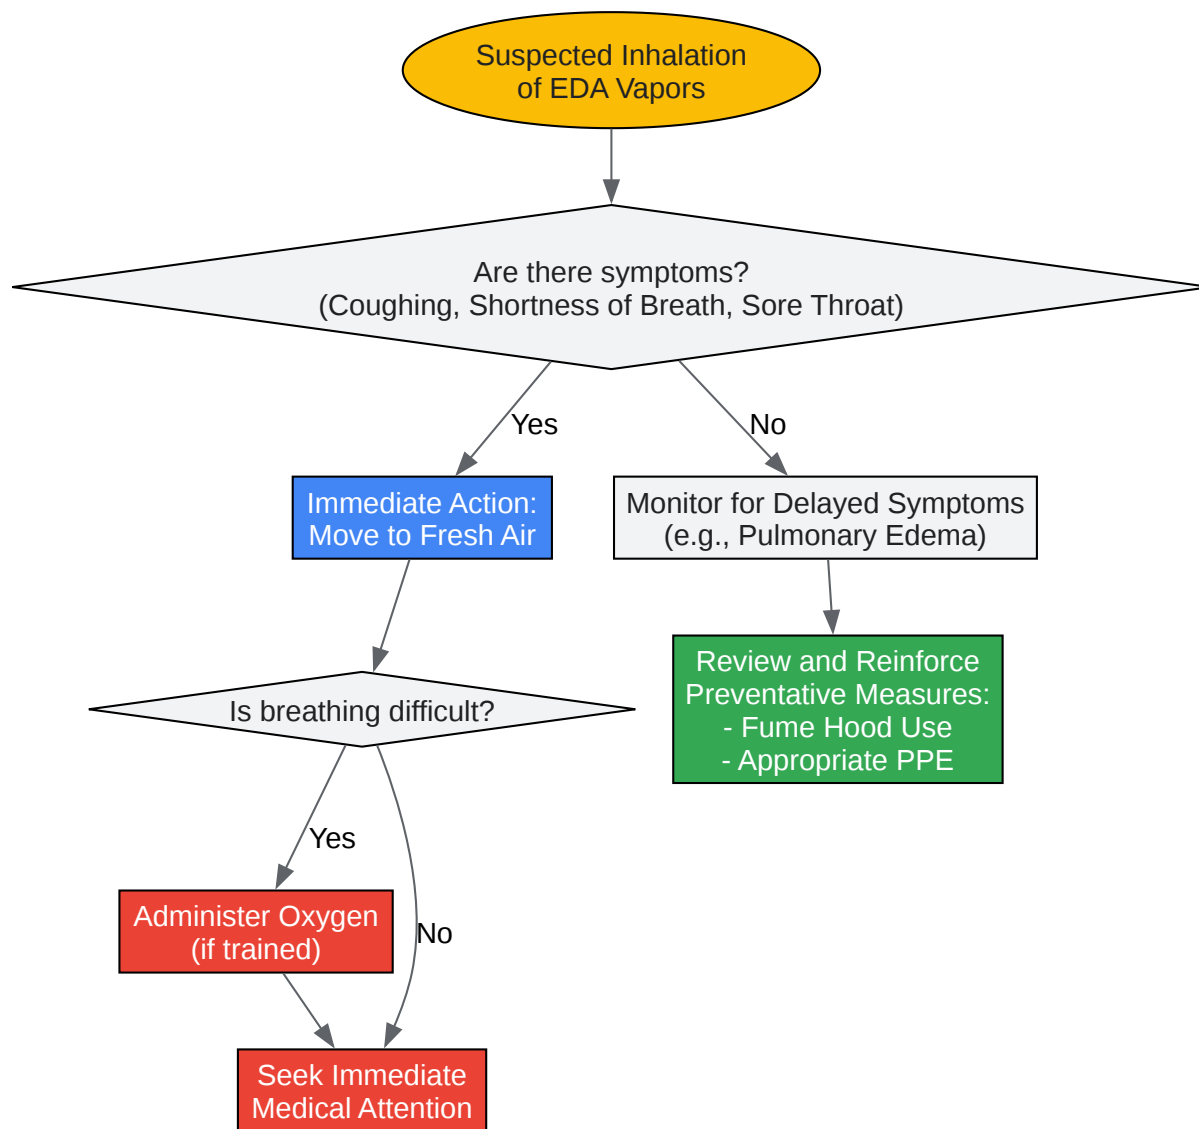 Suspected Inhalation
of EDA Vapors
Are there symptoms?
(Coughing, Shortness of Breath, Sore Throat)
Yes
No
Immediate Action:
Move to Fresh Air
Monitor for Delayed Symptoms
(e.g., Pulmonary Edema)
Review and Reinforce
Preventative Measures:
- Fume Hood Use
- Appropriate PPE
Is breathing difficult?
Yes
No
Administer Oxygen
(if trained)
Seek Immediate
Medical Attention